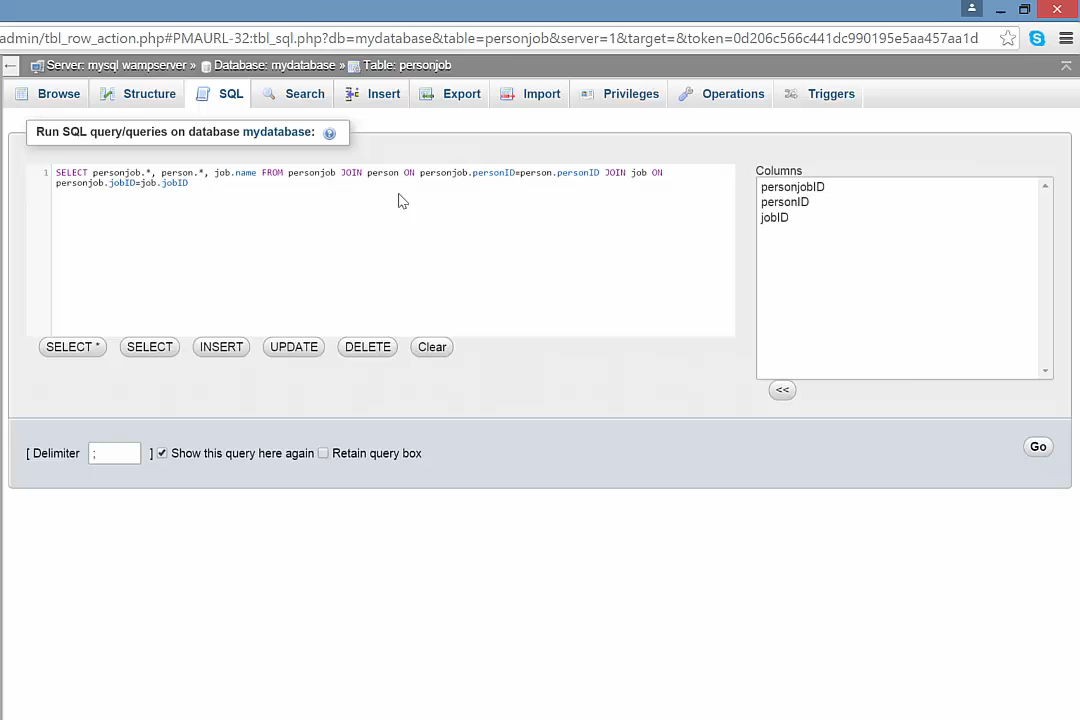 admin/tbl_row_action.php#PMAURL-32:tbl_sql.php?db=mydatabase&table=personjob&server=1&target=&token=0d206c566c441dc990195e5aa457aa1d
Server: mysql wampserver » Database: mydatabase » Table: personjob
Browse Structure SQL Search Insert Export Import Privileges Operations Triggers
Run SQL query/queries on database mydatabase:
1 SELECT personjob.*, person.*, job.name FROM personjob JOIN person ON personjob.personID=person.personID JOIN job ON
personjob.jobID=job.jobID
Columns
personjobID
personID
jobID
SELECT * SELECT INSERT UPDATE DELETE Clear
<<
[ Delimiter ; ] Show this query here again Retain query box
Go